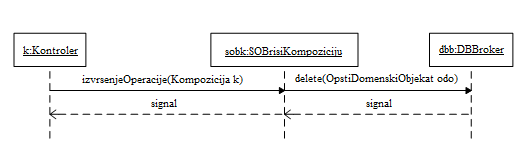 k:Kontroler
sobk:SOBrisiKompoziciju
dbb:DBBroker
izvrsenjeOperacije(Kompozicija k)
delete(OpstiDomenskiObjekat odo)
signal
signal